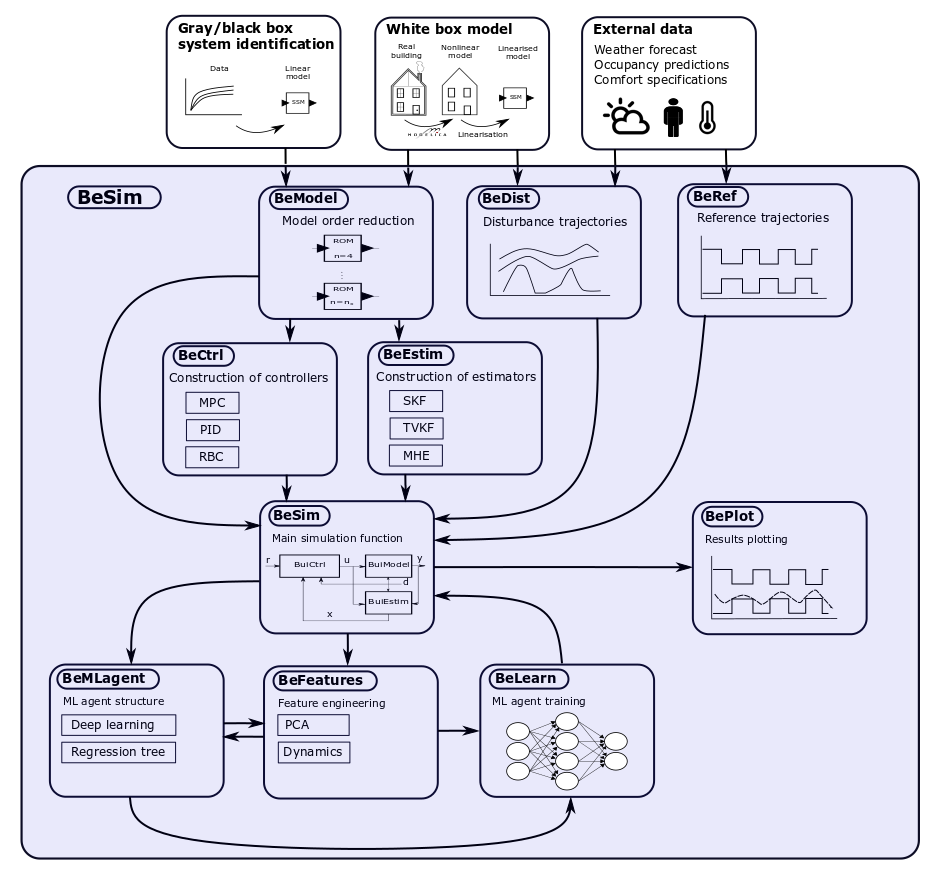 Gray/black box
system identification
Data
Linear
model
SSM
White box model
Real
building
Nonlinear
model
Linearised
model
SSM
MODELICA
Linearisation
External data
Weather forecast
Occupancy predictions
Comfort specifications
BeSim
BeModel
Model order reduction
ROM
n=4
ROM
BeDist
Disturbance trajectories
BeRef
Reference trajectories
BeCtrl
Construction of controllers
MPC
PID
RBC
BeEstim
Construction of estimators
SKF
TVKF
MHE
BeSim
Main simulation function
r
BuiCtrl
u
BuiModel
y
d
BuiEstim
x
BePlot
Results plotting
BeMLagent
ML agent structure
Deep learning
Regression tree
BeFeatures
Feature engineering
PCA
Dynamics
BeLearn
ML agent training